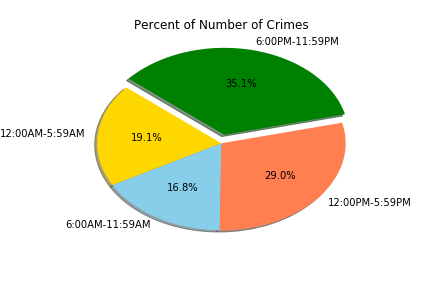 Percent of Number of Crimes
6:00PM-11:59PM
35.1%
12:00AM-5:59AM
19.1%
16.8%
29.0%
12:00PM-5:59PM
6:00AM-11:59AM